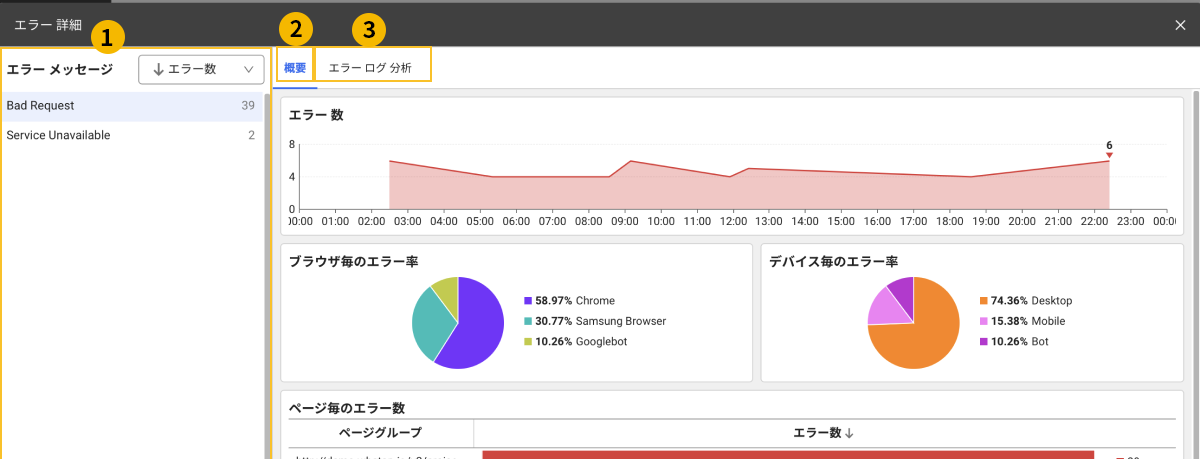 エラー 詳細
1
2
3
エラー メッセージ
エラー数
概要
エラー ログ 分析
Bad Request 39
Service Unavailable 2
エラー 数
8
4
0
6
00:00 01:00 02:00 03:00 04:00 05:00 06:00 07:00 08:00 09:00 10:00 11:00 12:00 13:00 14:00 15:00 16:00 17:00 18:00 19:00 20:00 21:00 22:00 23:00 00:00
ブラウザ毎のエラー率
58.97% Chrome
30.77% Samsung Browser
10.26% Googlebot
デバイス毎のエラー率
74.36% Desktop
15.38% Mobile
10.26% Bot
ページ毎のエラー数
ページグループ エラー数